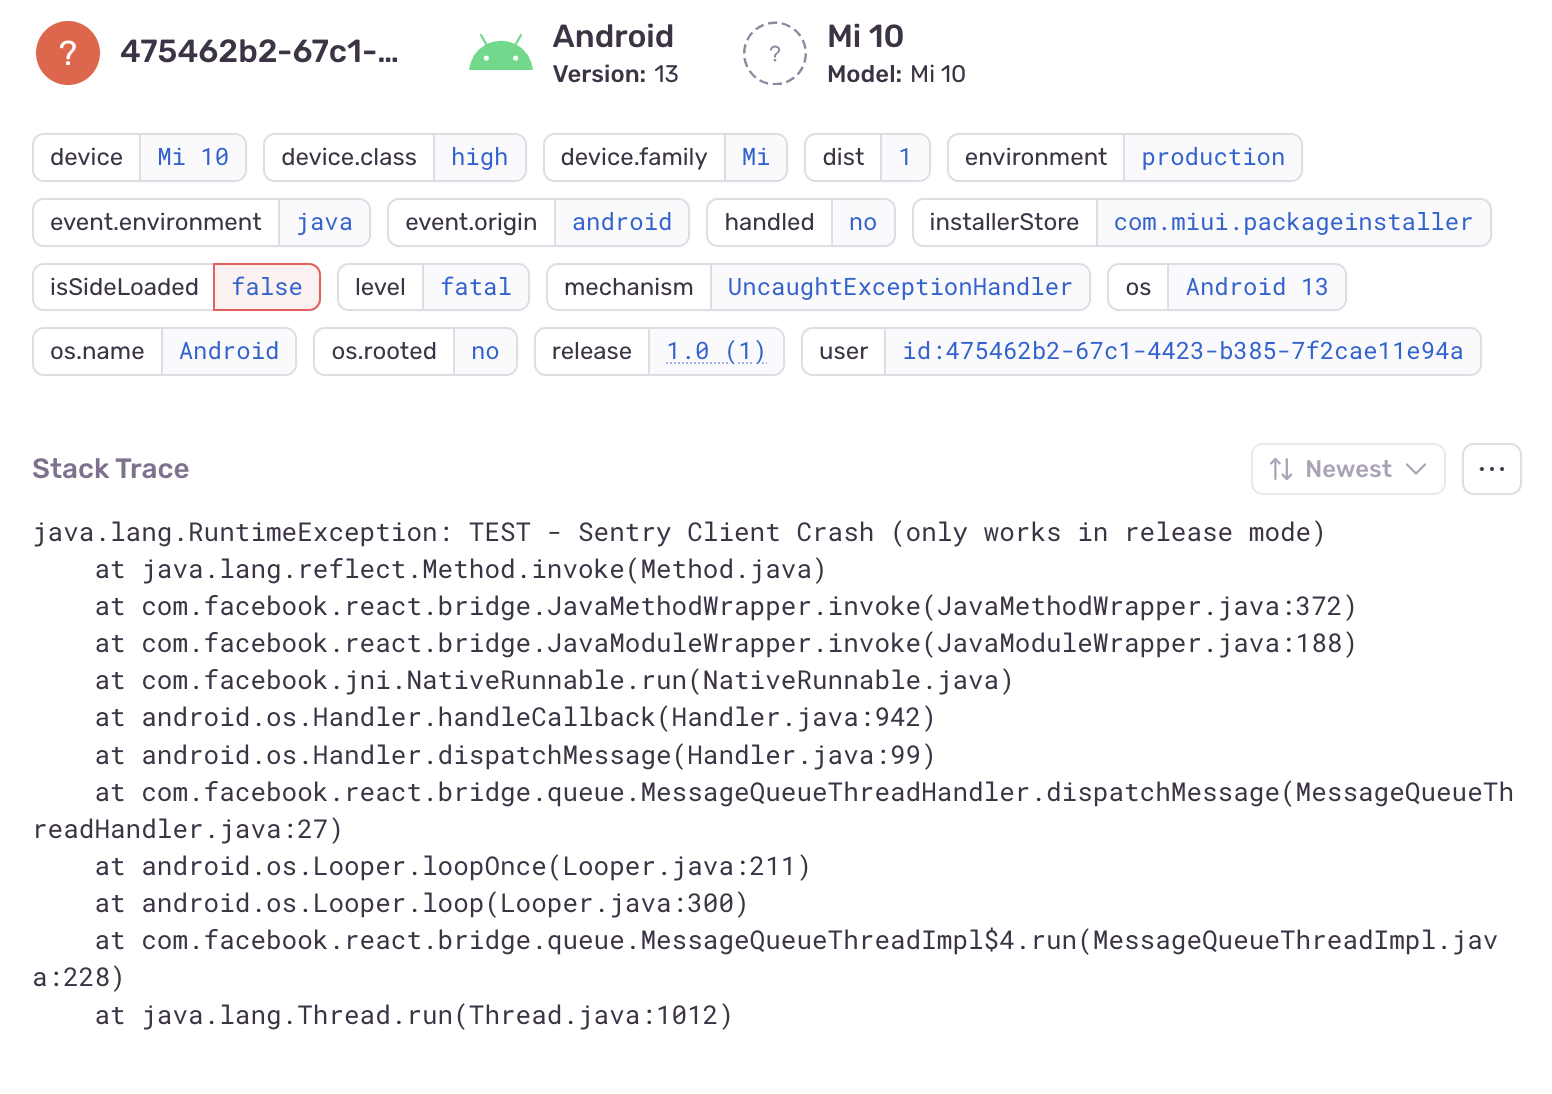 ? 475462b2-67c1-... Android ? Mi 10
Version: 13 Model: Mi 10
device Mi 10 device.class high device.family Mi dist 1 environment production
event.environment java event.origin android handled no installerStore com.miui.packageinstaller
isSideLoaded false level fatal mechanism UncaughtExceptionHandler os Android 13
os.name Android os.rooted no release 1.0 (1) user id:475462b2-67c1-4423-b385-7f2cae11e94a
Stack Trace Newest ...
java.lang.RuntimeException: TEST - Sentry Client Crash (only works in release mode)
at java.lang.reflect.Method.invoke(Method.java)
at com.facebook.react.bridge.JavaMethodWrapper.invoke(JavaMethodWrapper.java:372)
at com.facebook.react.bridge.JavaModuleWrapper.invoke(JavaModuleWrapper.java:188)
at com.facebook.jni.NativeRunnable.run(NativeRunnable.java)
at android.os.Handler.handleCallback(Handler.java:942)
at android.os.Handler.dispatchMessage(Handler.java:99)
at com.facebook.react.bridge.queue.MessageQueueThreadHandler.dispatchMessage(MessageQueueTh
readHandler.java:27)
at android.os.Looper.loopOnce(Looper.java:211)
at android.os.Looper.loop(Looper.java:300)
at com.facebook.react.bridge.queue.MessageQueueThreadImpl$4.run(MessageQueueThreadImpl.jav
a:228)
at java.lang.Thread.run(Thread.java:1012)